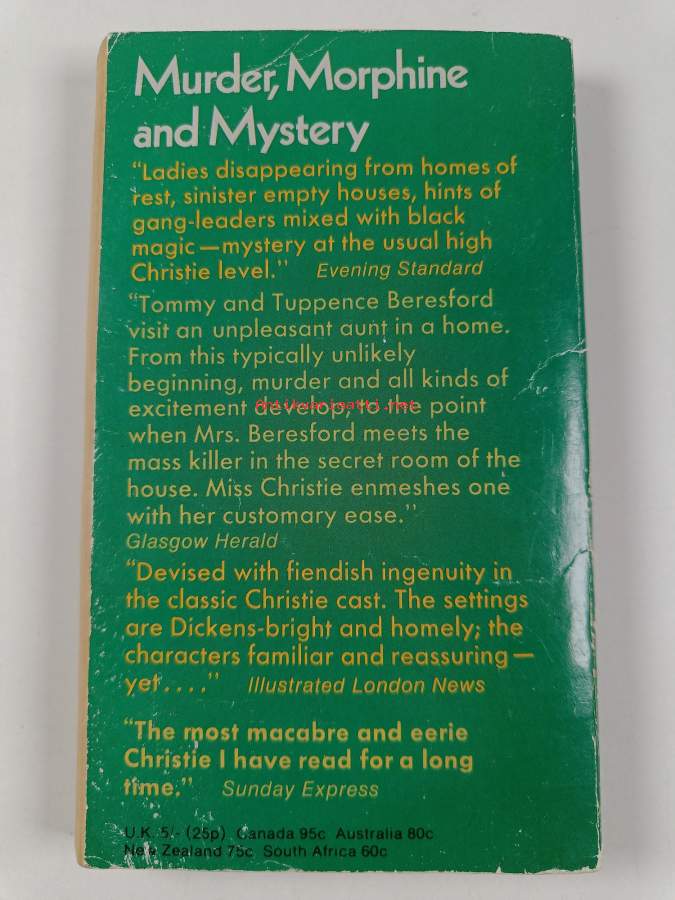 Murder, Morphine
and Mystery
"Ladies disappearing from homes of
rest, sinister empty houses, hints of
gang-leaders mixed with black
magic—mystery at the usual high
Christie level." Evening Standard
"Tommy and Tuppence Beresford
visit an unpleasant aunt in a home.
From this typically unlikely
beginning, murder and all kinds of
excitement develop, to the point
Antikvariaatti.net
when Mrs. Beresford meets the
mass killer in the secret room of the
house. Miss Christie enmeshes one
with her customary ease."
Glasgow Herald
"Devised with fiendish ingenuity in
the classic Christie cast. The settings
are Dickens-bright and homely; the
characters familiar and reassuring—
yet...." Illustrated London News
"The most macabre and eerie
Christie I have read for a long
time." Sunday Express
U.K. 5/- (25p) Canada 95c Australia 80c
New Zealand 75c South Africa 60c